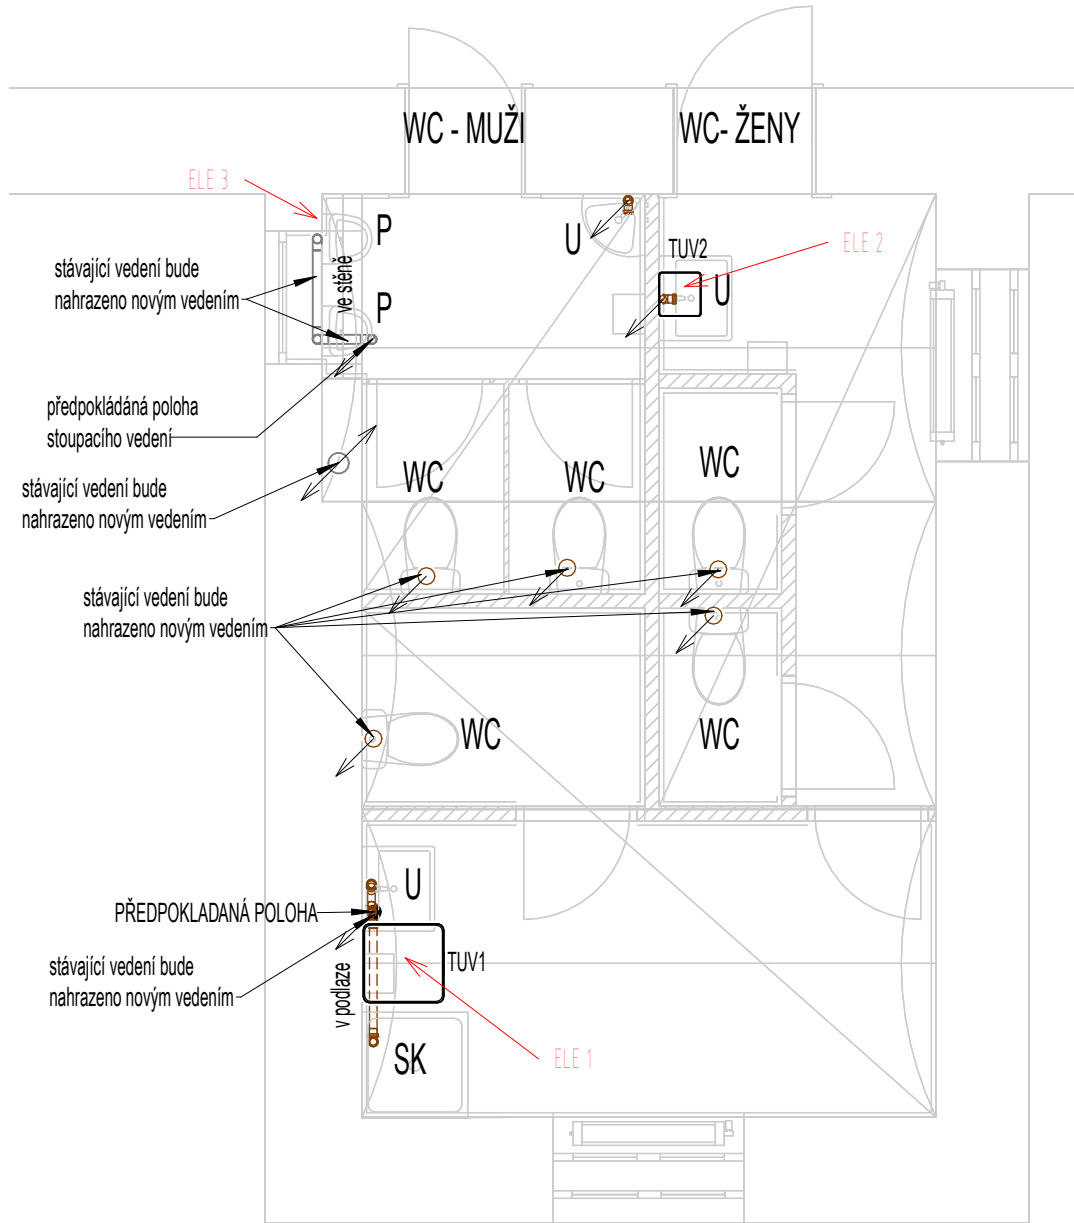 WC - MUŽI
WC- ŽENY
ELE 3
P
U
ELE 2
TUV2
U
stávající vedení bude
nahrazeno novým vedením
ve stěně
P
předpokládáná poloha
stoupacího vedení
WC
WC
WC
stávající vedení bude
nahrazeno novým vedením
stávající vedení bude
nahrazeno novým vedením
WC
WC
U
PŘEDPOKLADANÁ POLOHA
stávající vedení bude
nahrazeno novým vedením
TUV1
v podlaze
SK
ELE 1